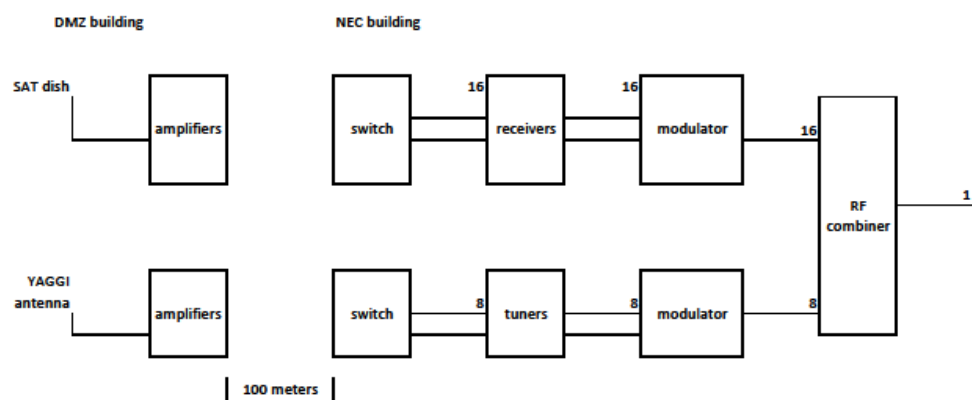 DMZ building
NEC building
SAT dish
amplifiers
switch
16
receivers
16
modulator
16
RF
combiner
1
YAGGI
antenna
amplifiers
switch
8
tuners
8
modulator
8
100 meters